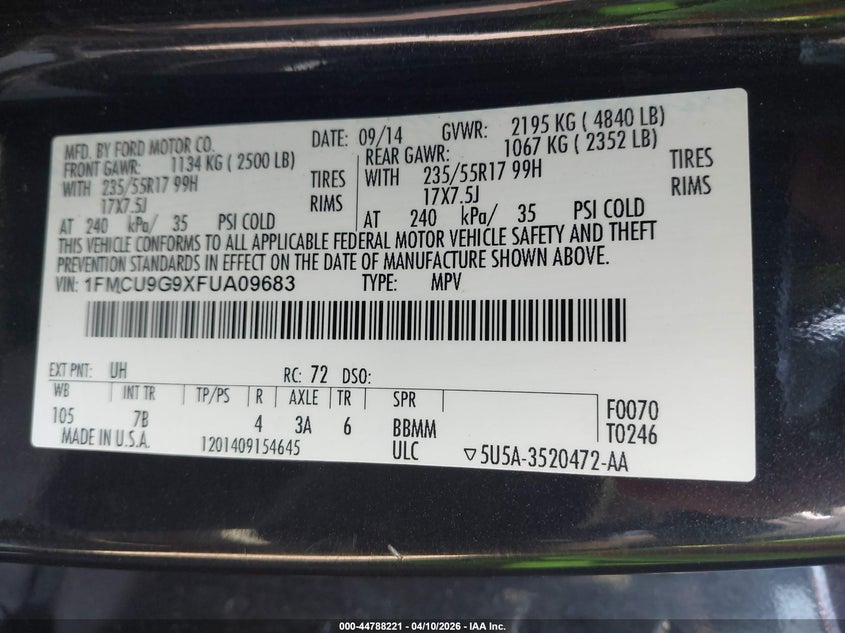 MFD. BY FORD MOTOR CO. DATE: 09/14 GVWR: 2195 KG ( 4840 LB)
FRONT GAWR: 1134 KG ( 2500 LB) REAR GAWR: 1067 KG ( 2352 LB)
WITH 235/55R17 99H TIRES WITH 235/55R17 99H TIRES
17X7.5J RIMS 17X7.5J RIMS
AT 240 kPa/ 35 PSI COLD AT 240 kPa/ 35 PSI COLD
THIS VEHICLE CONFORMS TO ALL APPLICABLE FEDERAL MOTOR VEHICLE SAFETY AND THEFT
PREVENTION STANDARDS IN EFFECT ON THE DATE OF MANUFACTURE SHOWN ABOVE.
VIN: 1FMCU9G9XFUA09683 TYPE: MPV
EXT PNT: UH RC: 72 DSO:
WB INT TR TP/PS R AXLE TR SPR
105 7B 4 3A 6 BBMM F0070
MADE IN U.S.A. 1201409154645 ULC ▽5U5A-3520472-AA T0246
000-44788221 - 04/10/2026 - IAA Inc.